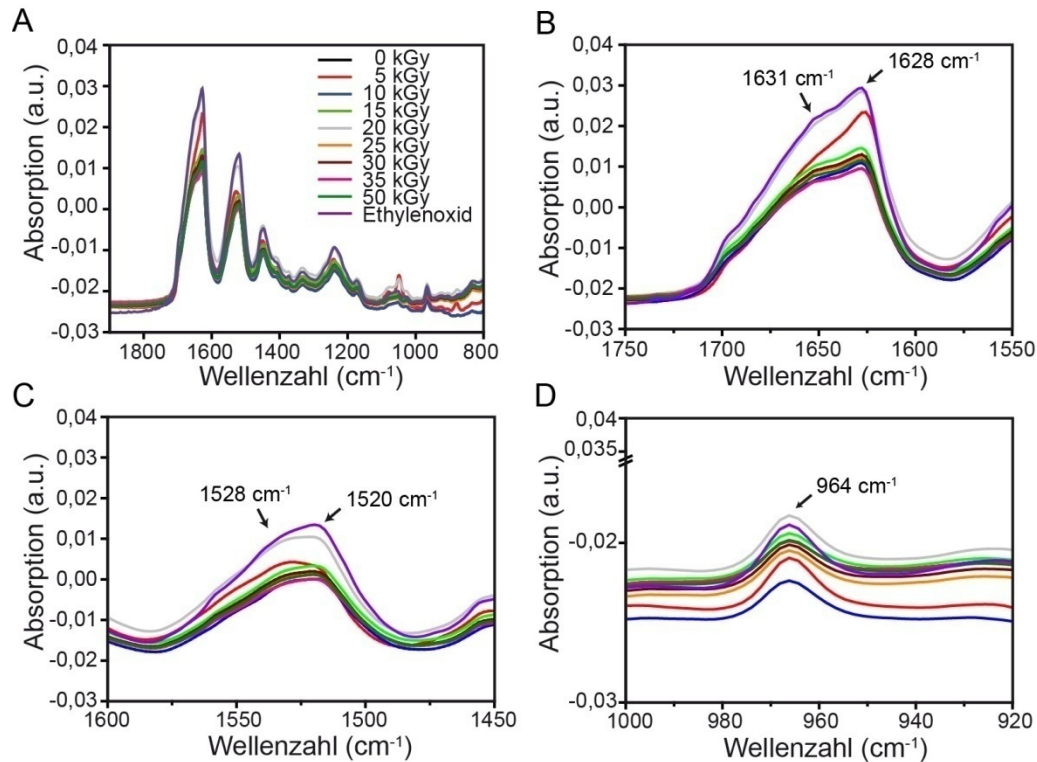 A
0,04
0,03
0,02
0,01
0,00
-0,01
-0,02
-0,03
Absorption (a.u.)
1800 1600 1400 1200 1000 800
Wellenzahl (cm-1)
0 kGy
5 kGy
10 kGy
15 kGy
20 kGy
25 kGy
30 kGy
35 kGy
50 kGy
Ethylenoxid
B
0,04
0,03
0,02
0,01
0,00
-0,01
-0,02
-0,03
Absorption (a.u.)
1631 cm-1
1628 cm-1
1750 1700 1650 1600 1550
Wellenzahl (cm-1)
C
0,04
0,03
0,02
0,01
0,00
-0,01
-0,02
-0,03
Absorption (a.u.)
1528 cm-1
1520 cm-1
1600 1550 1500 1450
Wellenzahl (cm-1)
D
0,04
0,035
-0,02
-0,03
Absorption (a.u.)
964 cm-1
1000 980 960 940 920
Wellenzahl (cm-1)